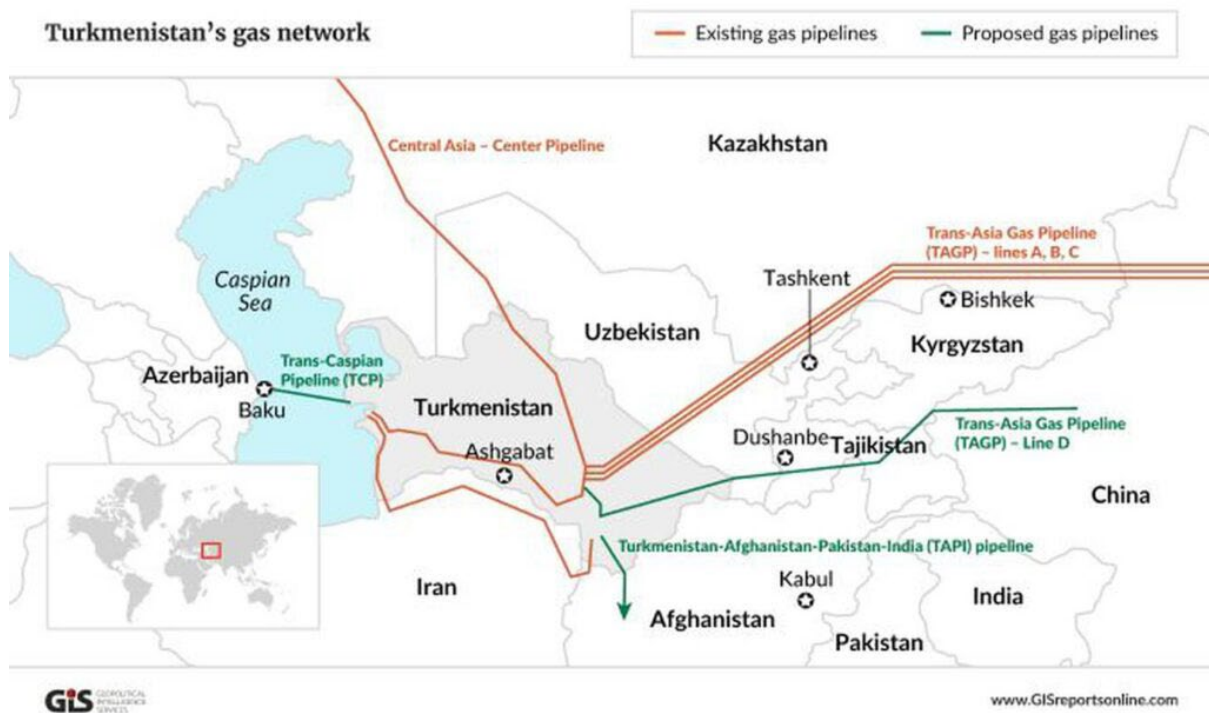 Turkmenistan's gas network
Existing gas pipelines
Proposed gas pipelines
Central Asia – Center Pipeline
Kazakhstan
Trans-Asia Gas Pipeline
(TAGP) – lines A, B, C
Tashkent
Caspian
Sea
Bishkek
Uzbekistan
Kyrgyzstan
Trans-Caspian
Pipeline (TCP)
Azerbaijan
Baku
Turkmenistan
Trans-Asia Gas Pipeline
(TAGP) – Line D
Dushanbe
Tajikistan
Ashgabat
China
Turkmenistan-Afghanistan-Pakistan-India (TAPI) pipeline
Iran
Kabul
India
Afghanistan
Pakistan
GIS
GEOPOLITICAL
INTELLIGENCE
SERVICES
www.GISreportsonline.com